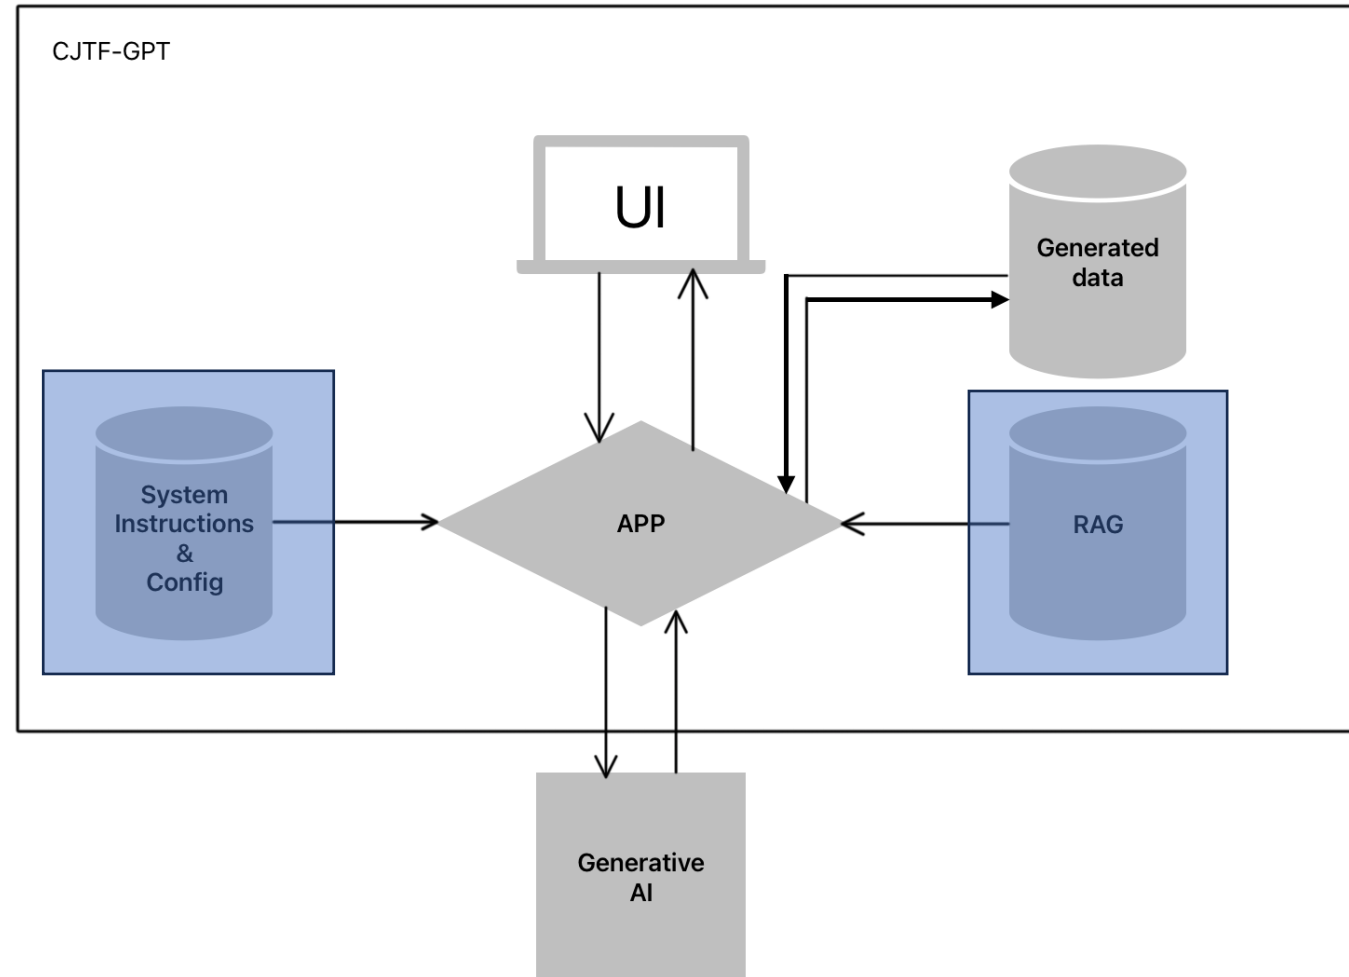 CJTF-GPT
UI
Generated
data
System
Instructions
&
Config
APP
RAG
Generative
AI